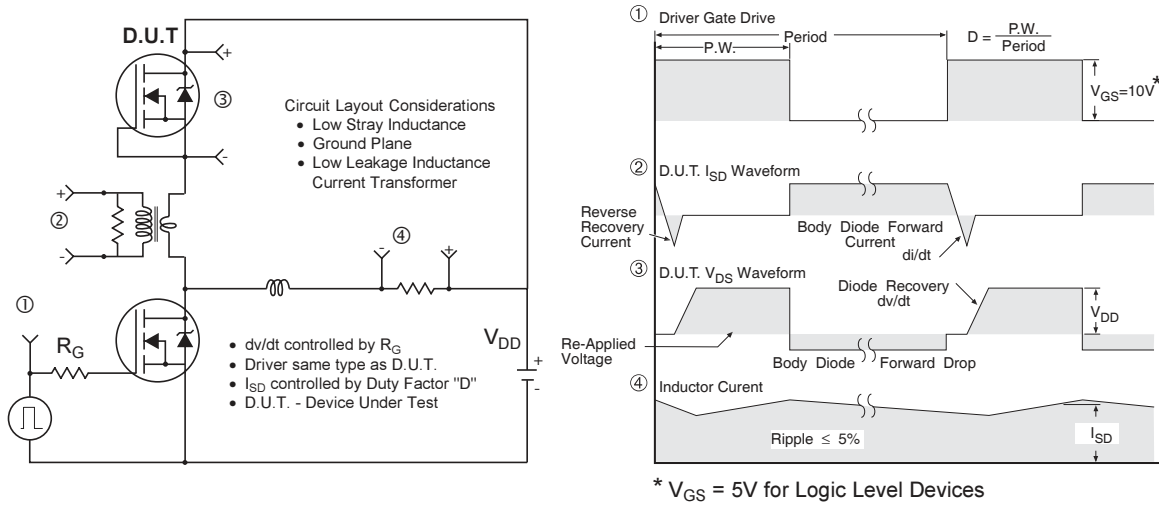 D.U.T
+
③
-
Circuit Layout Considerations
• Low Stray Inductance
• Ground Plane
• Low Leakage Inductance
Current Transformer
+
②
-
④
-
+
①
R_G
V_DD
+
-
• dv/dt controlled by R_G
• Driver same type as D.U.T.
• I_SD controlled by Duty Factor "D"
• D.U.T. - Device Under Test
① Driver Gate Drive
Period
P.W.
D = P.W. / Period
V_GS=10V *
② D.U.T. I_SD Waveform
Reverse
Recovery
Current
Body Diode Forward
Current
di/dt
③ D.U.T. V_DS Waveform
Diode Recovery
dv/dt
V_DD
Re-Applied
Voltage
Body Diode Forward Drop
④ Inductor Curent
Ripple ≤ 5%
I_SD
* V_GS = 5V for Logic Level Devices